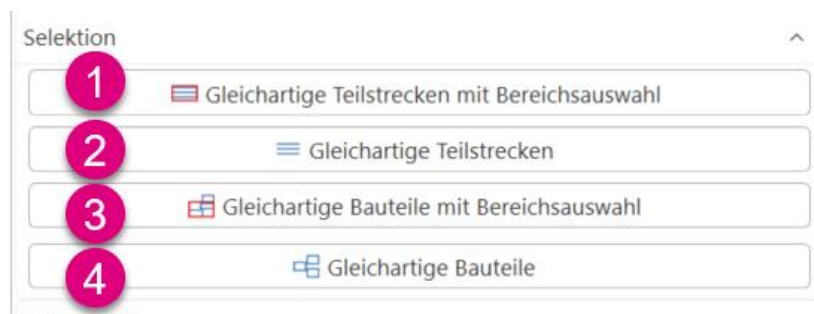 Selektion
1 Gleichartige Teilstrecken mit Bereichsauswahl
2 Gleichartige Teilstrecken
3 Gleichartige Bauteile mit Bereichsauswahl
4 Gleichartige Bauteile